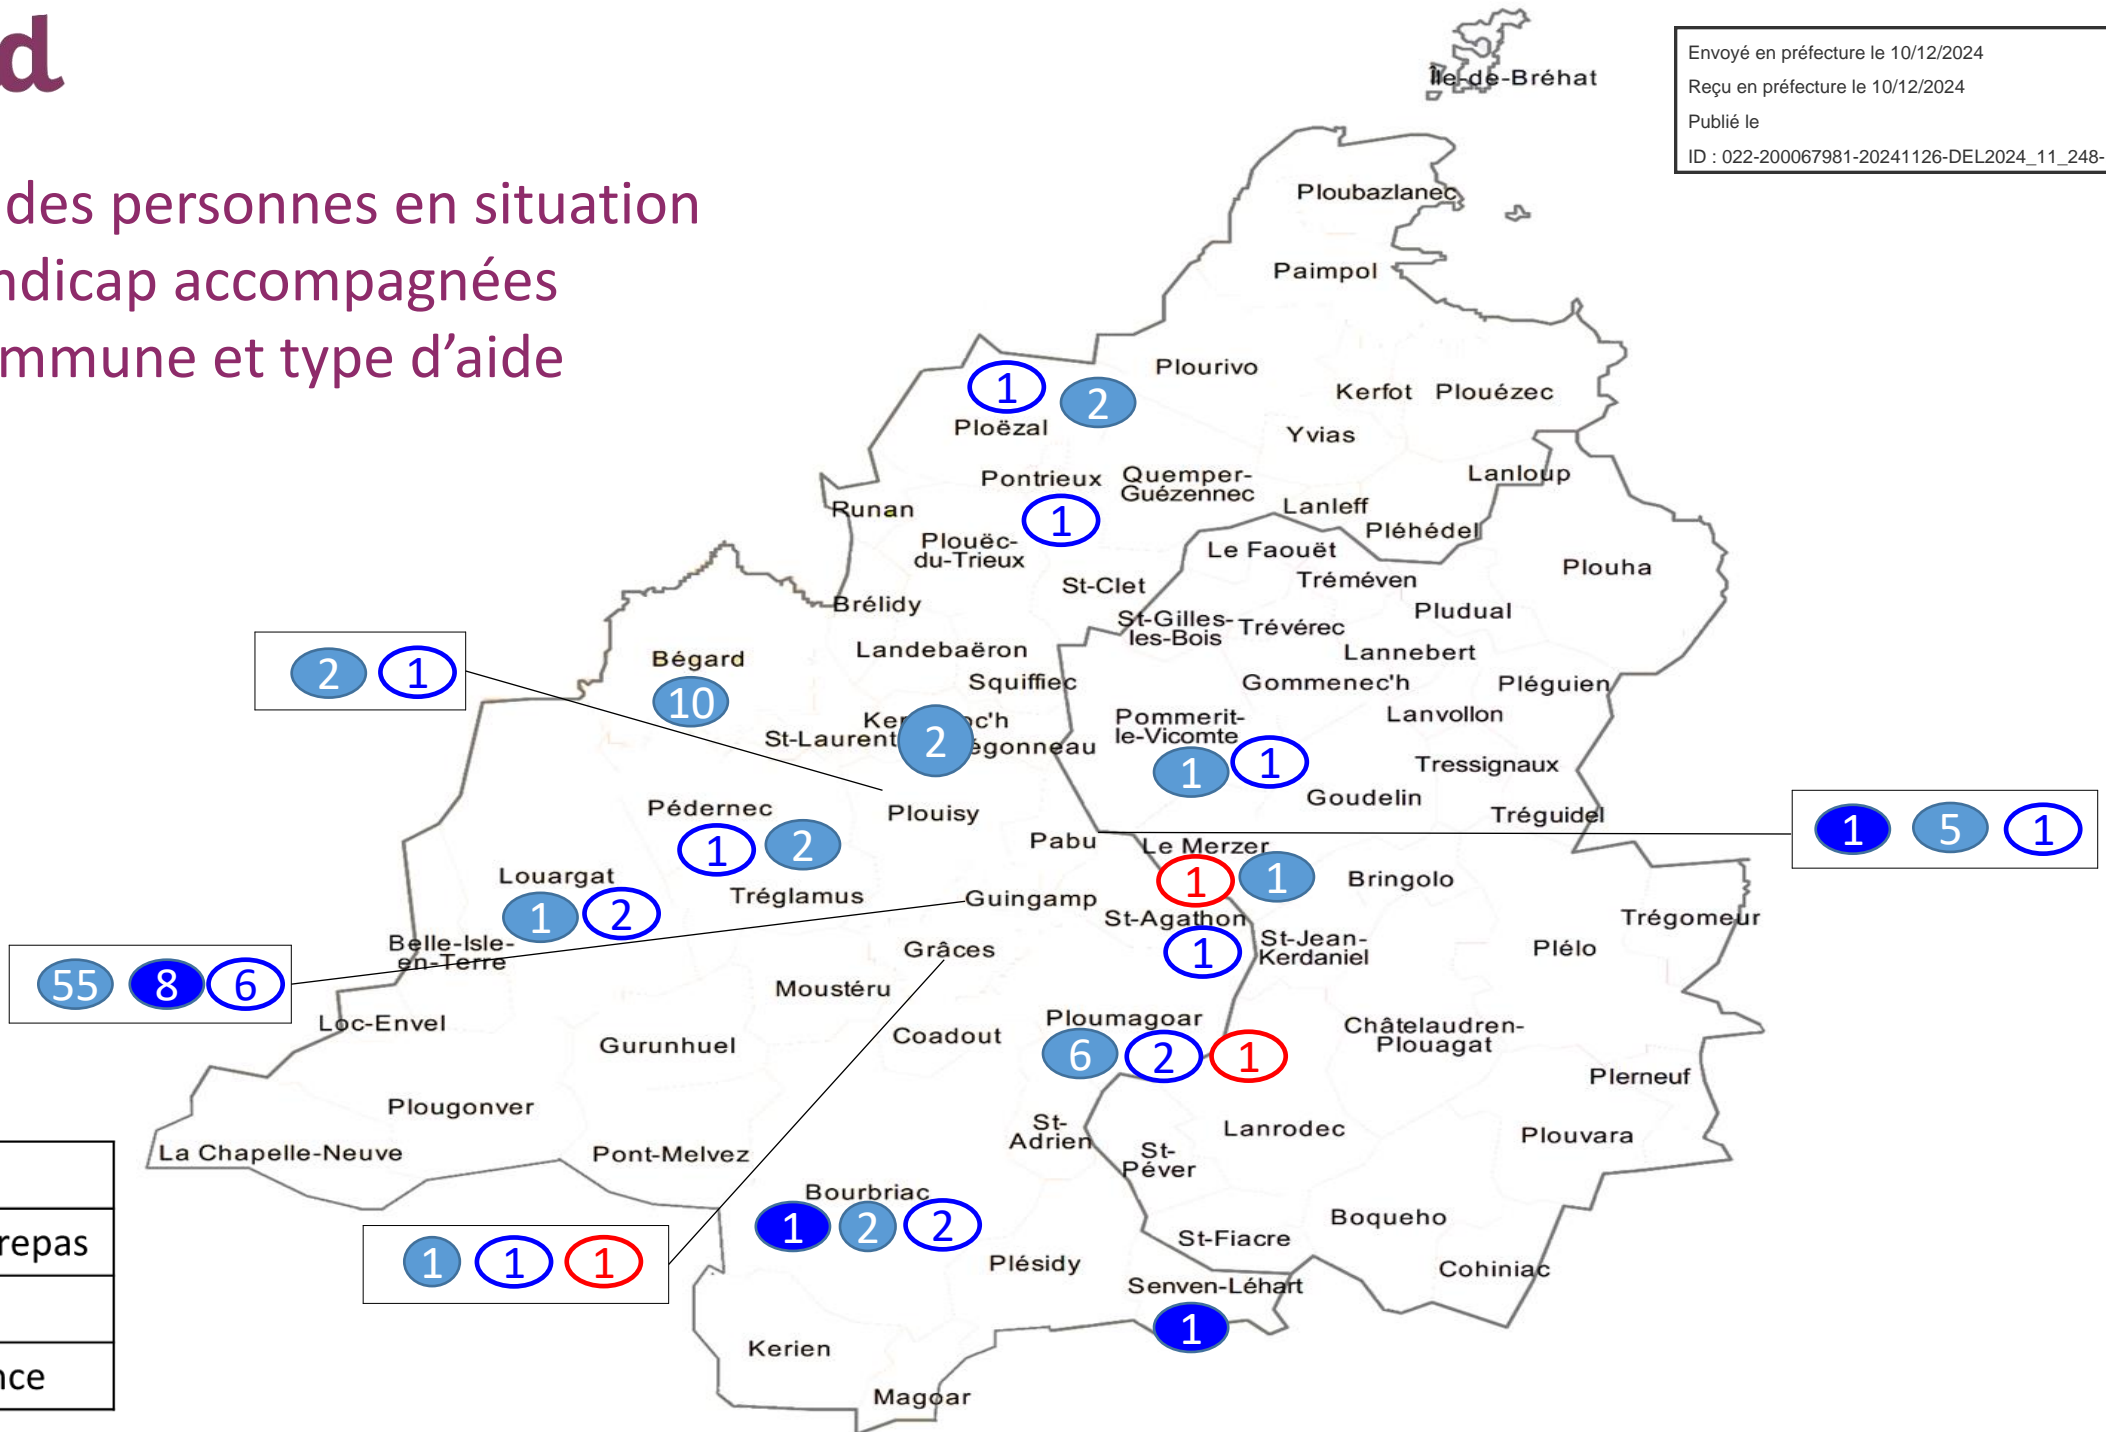 d
Envoyé en préfecture le 10/12/2024
Reçu en préfecture le 10/12/2024
Publié le
ID : 022-200067981-20241126-DEL2024_11_248-
des personnes en situation
ndicap accompagnées
mmune et type d'aide
Île-de-Bréhat
Ploubazlanec
Paimpol
Plourivo
Kerfot Plouézec
1 2
Ploëzal
Yvias
Pontrieux
Quemper-
Guézennec
Lanloup
Runan
1
Lanleff
Pléhédel
Plouëc-
du-Trieux
Le Faouët
Plouha
St-Clet
Tréméven
Brélidy
Pludual
St-Gilles-
les-Bois
Trévérec
Landebaëron
Lannebert
2 1
Bégard
10
Squiffiec
Gommenec'h
Pléguien
Pommerit-
le-Vicomte
1 1
Lanvollon
St-Laurent
2
Tressignaux
Goudelin
Tréguidel
Plouisy
Pédernec
1 2
Pabu
Le Merzer
1 1
1 5 1
Louargat
1 2
Tréglamus
Guingamp
Bringolo
St-Agathon
1
Trégomeur
Belle-Isle-
en-Terre
Grâces
St-Jean-
Kerdaniel
Plélo
55 8 6
Moustéru
Loc-Envel
Gurunhuel
Coadout
Ploumagoar
6 2 1
Châtelaudren-
Plouagat
Plerneuf
Plougonver
La Chapelle-Neuve
Pont-Melvez
St-
Adrien
St-
Péver
Lanrodec
Plouvara
Bourbriac
1 2 2
Boqueho
St-Fiacre
1 1 1
Plésidy
Cohiniac
Senven-Léhart
1
Kerien
Magoar
repas
nce